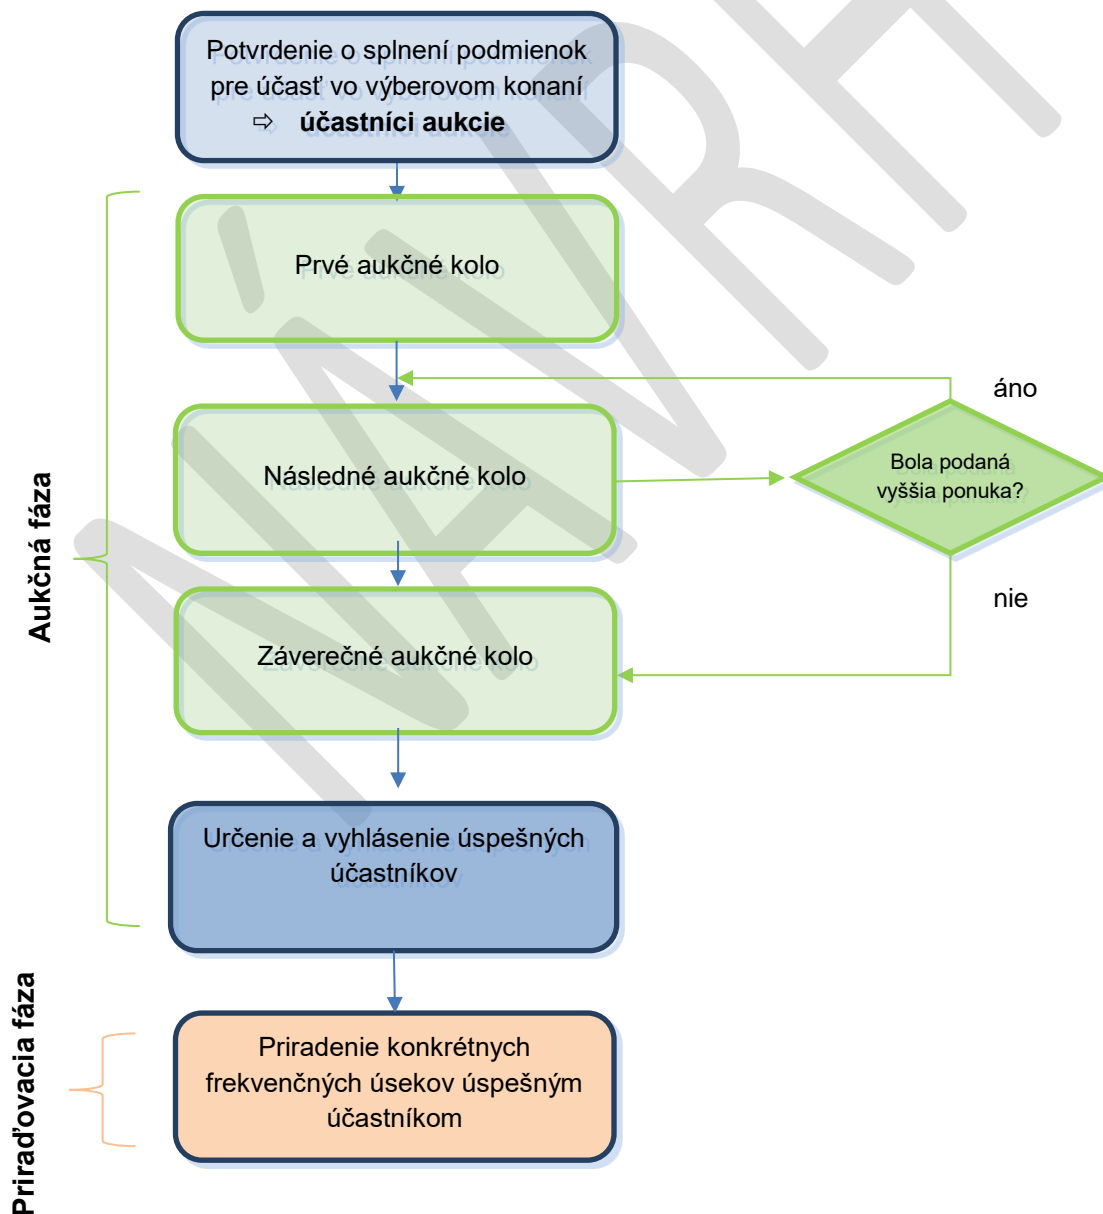 Potvrdenie o splnení podmienok
pre účasť vo výberovom konaní
⇨ účastníci aukcie
Prvé aukčné kolo
áno
Bola podaná
vyššia ponuka?
Následné aukčné kolo
nie
Záverečné aukčné kolo
Aukčná fáza
Určenie a vyhlásenie úspešných
účastníkov
Priraďovacia fáza
Priradenie konkrétnych
frekvenčných úsekov úspešným
účastníkom
NÁVRH